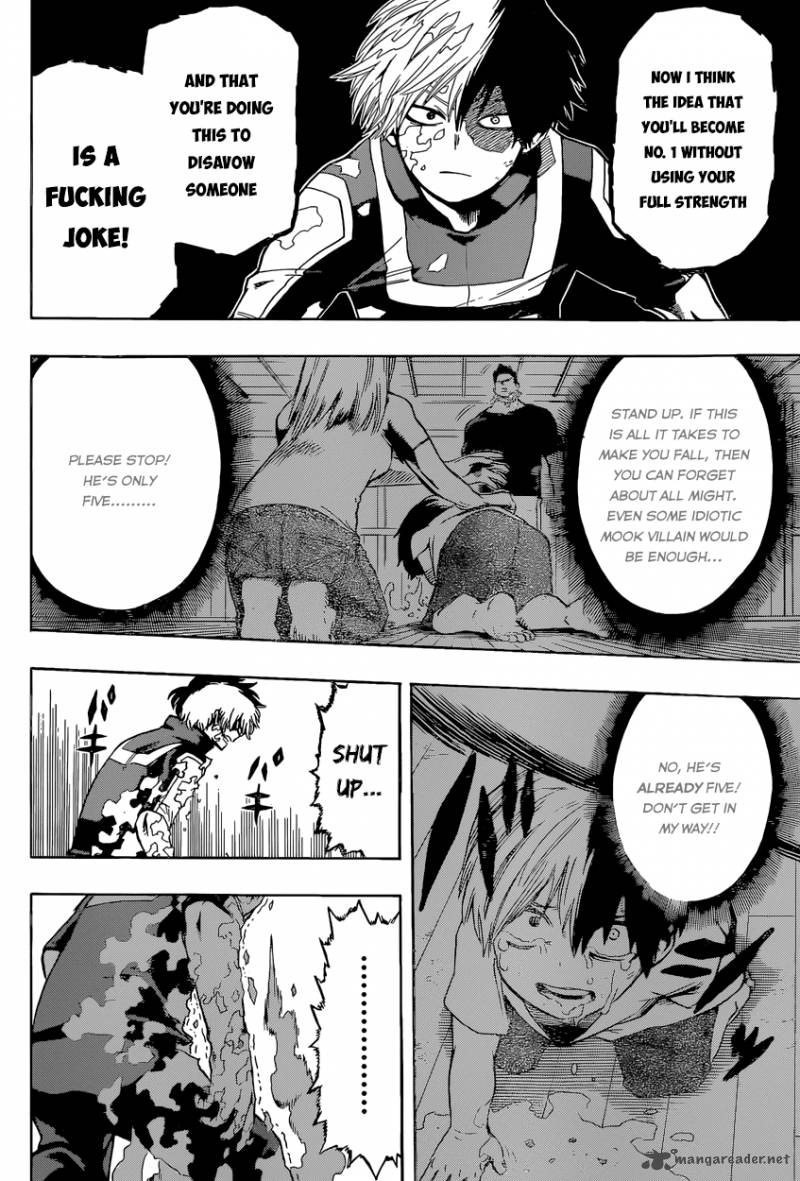 NOW I THINK
THE IDEA THAT
YOU'LL BECOME
NO. 1 WITHOUT
USING YOUR
FULL STRENGTH
AND THAT
YOU'RE DOING
THIS TO
DISAVOW
SOMEONE
IS A
FUCKING
JOKE!
STAND UP. IF THIS
IS ALL IT TAKES TO
MAKE YOU FALL, THEN
YOU CAN FORGET
ABOUT ALL MIGHT.
EVEN SOME IDIOTIC
MOOK VILLAIN WOULD
BE ENOUGH...
PLEASE STOP!
HE'S ONLY
FIVE.........
NO, HE'S
ALREADY FIVE!
DON'T GET IN
MY WAY!!
SHUT
UP...
............
mangareader.net